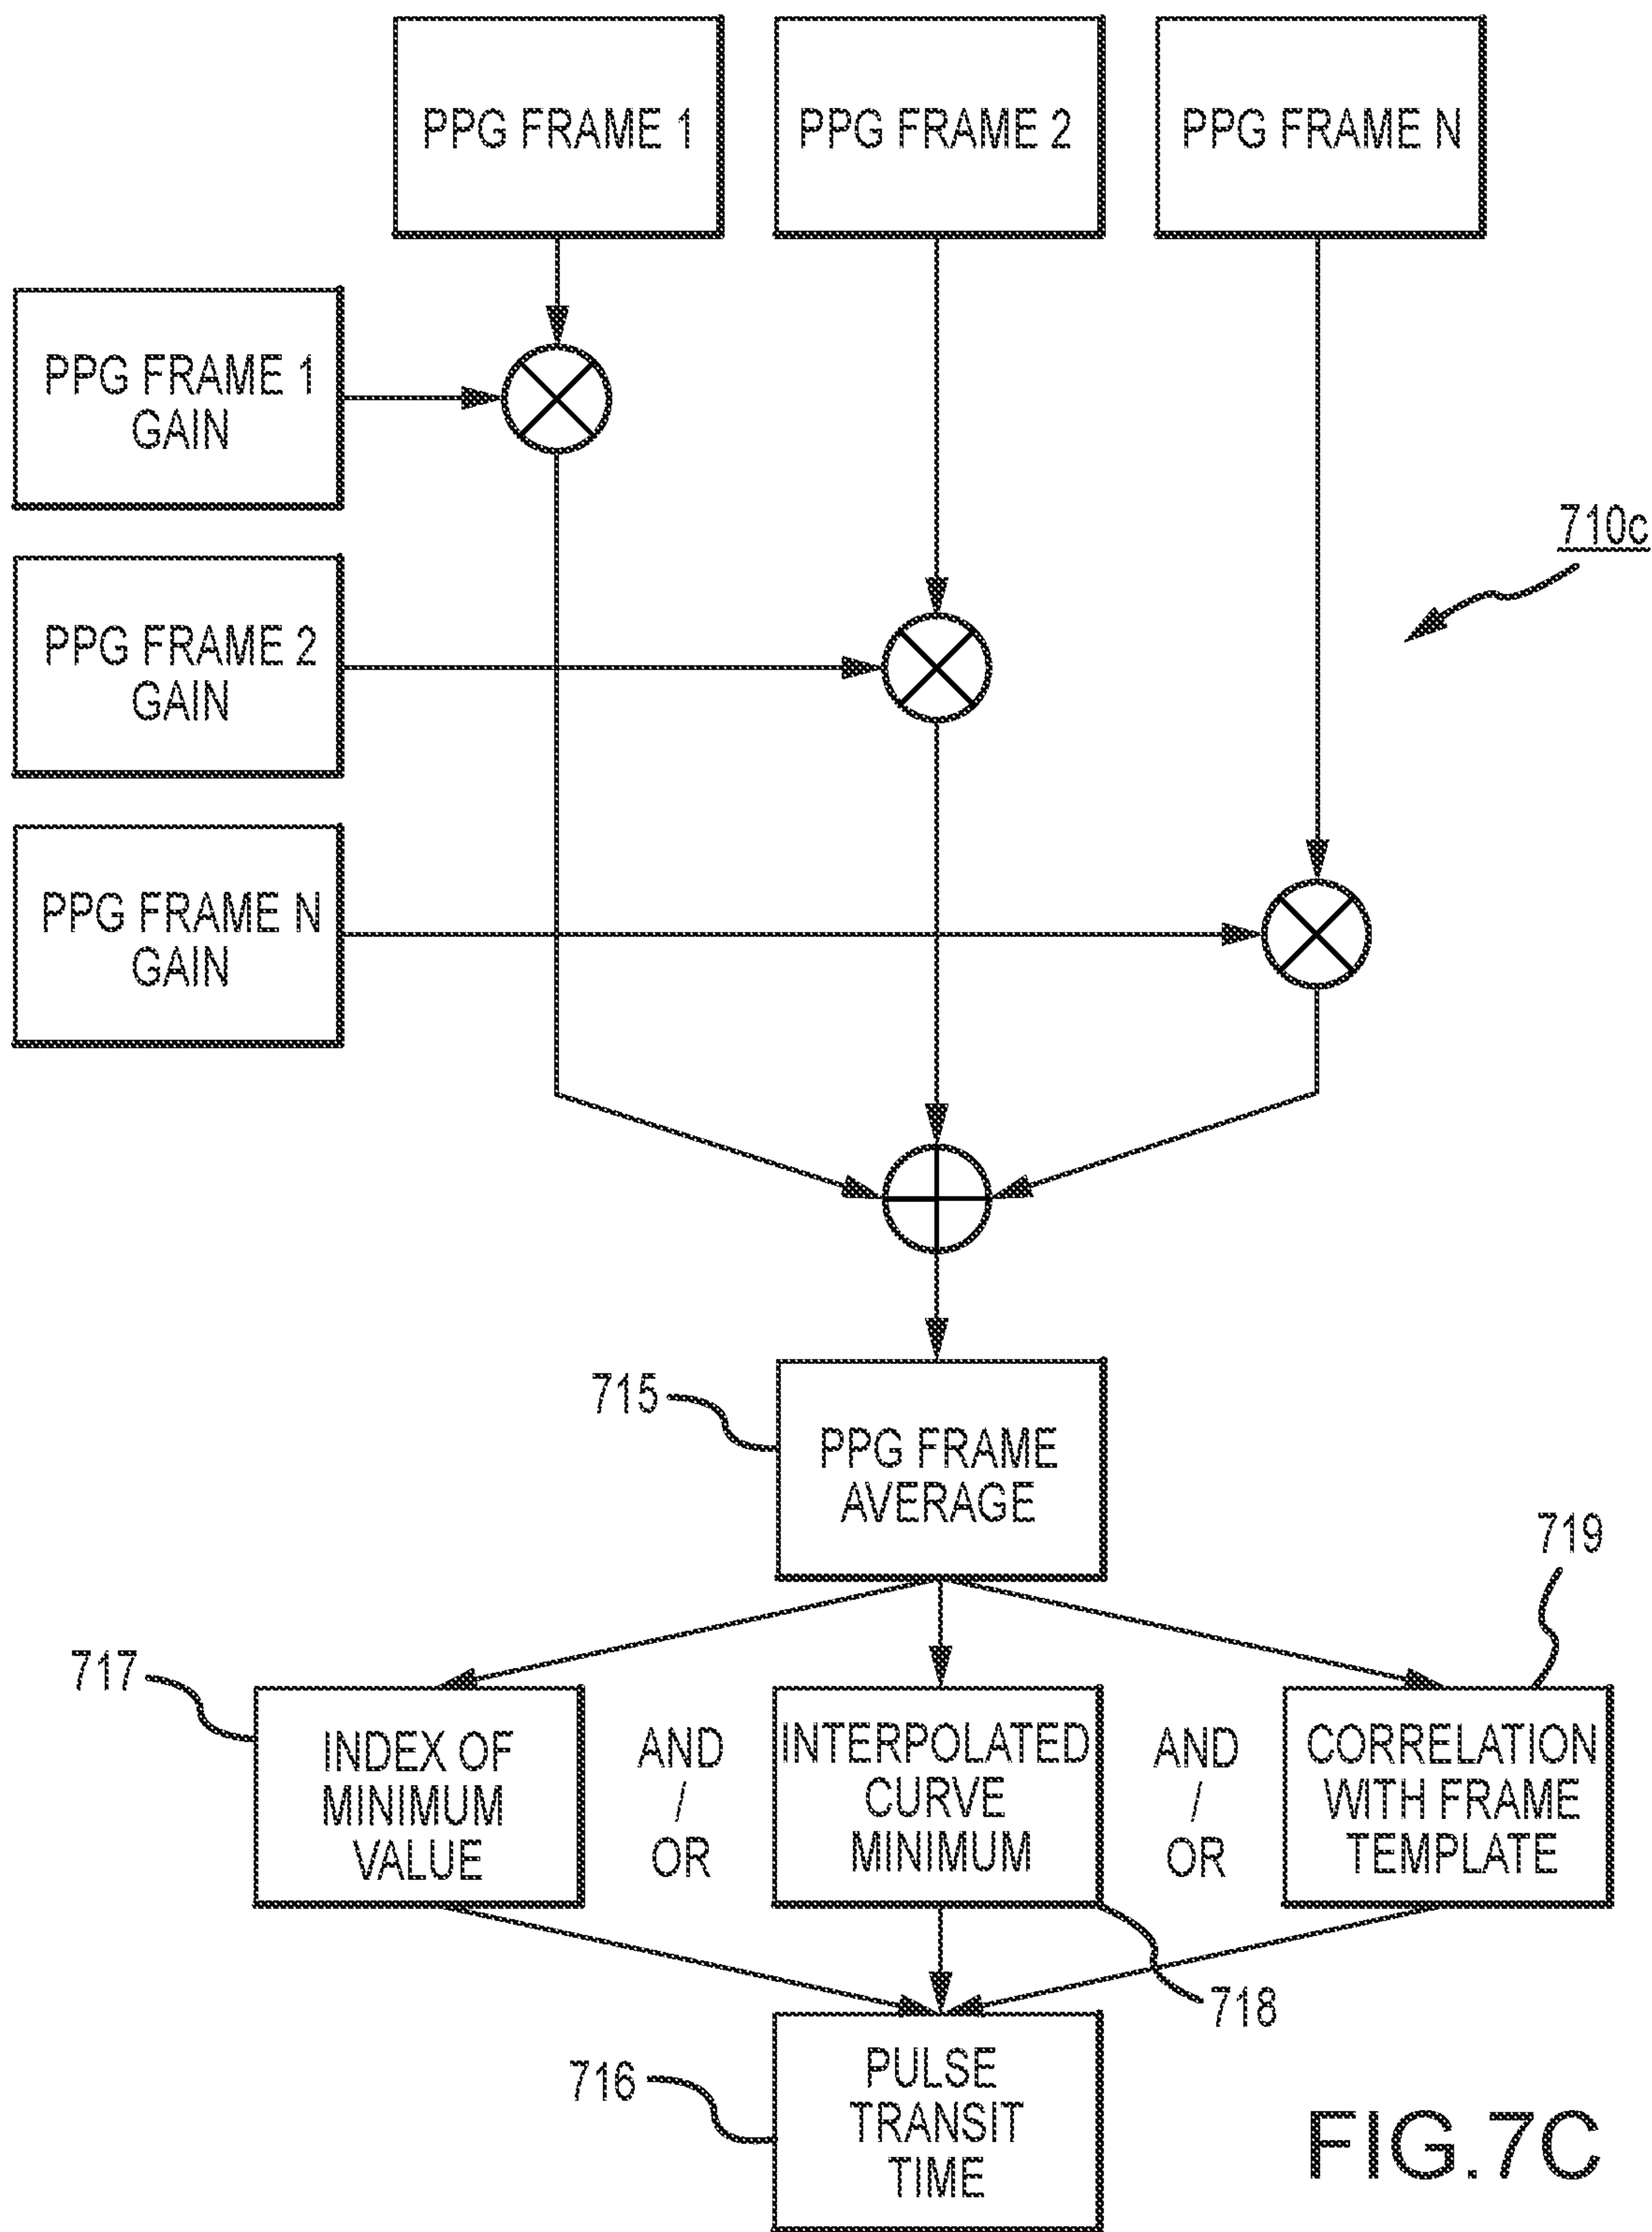 PPG FRAME 1
PPG FRAME 2
PPG FRAME N
PPG FRAME 1
GAIN
710c
PPG FRAME 2
GAIN
PPG FRAME N
GAIN
715
PPG FRAME
AVERAGE
719
717
INDEX OF
MINIMUM
VALUE
AND
/
OR
INTERPOLATED
CURVE
MINIMUM
AND
/
OR
CORRELATION
WITH FRAME
TEMPLATE
718
716
PULSE
TRANSIT
TIME
FIG.7C